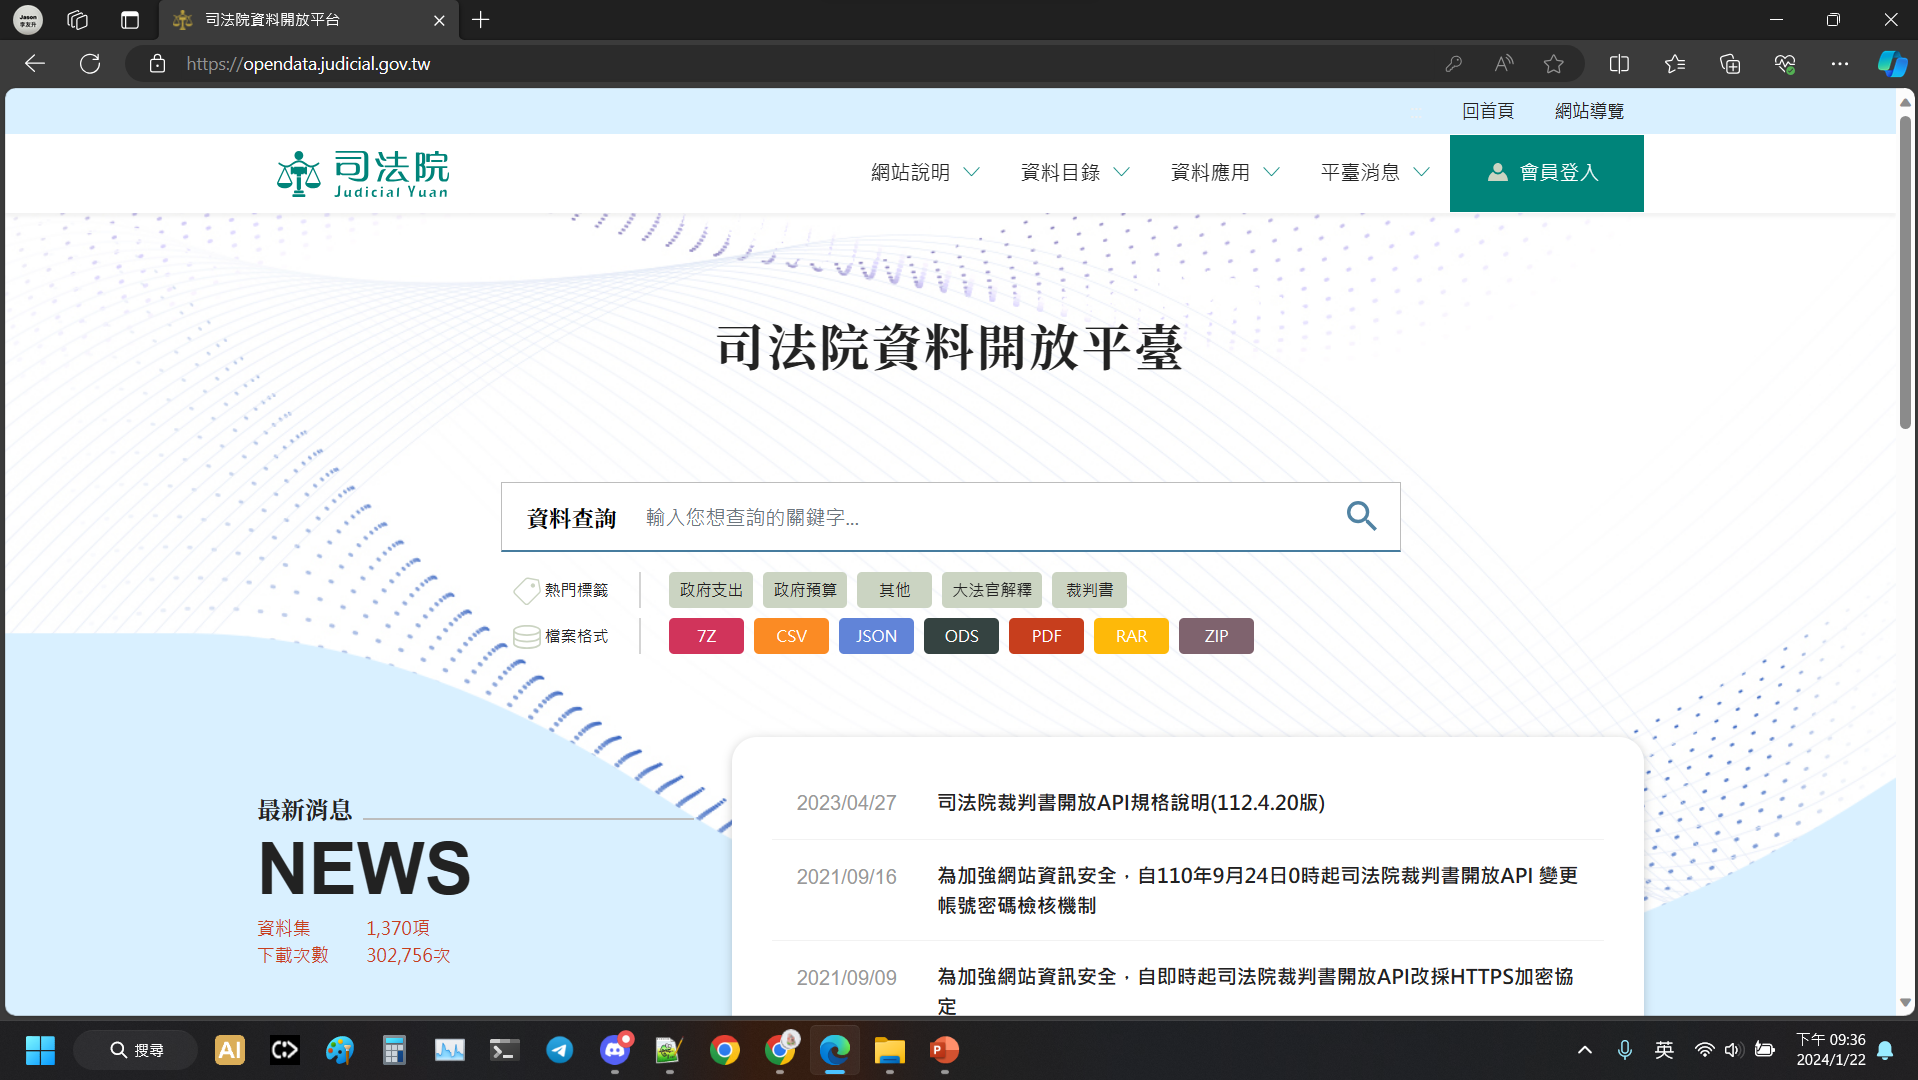 司法院資料開放平台
https://opendata.judicial.gov.tw
回首頁 網站導覽
司法院
Judicial Yuan
網站說明 資料目錄 資料應用 平臺消息 會員登入
司法院資料開放平臺
資料查詢 輸入您想查詢的關鍵字...
熱門標籤 政府支出 政府預算 其他 大法官解釋 裁判書
檔案格式 7Z CSV JSON ODS PDF RAR ZIP
最新消息
NEWS
資料集 1,370項
下載次數 302,756次
2023/04/27 司法院裁判書開放API規格說明(112.4.20版)
2021/09/16 為加強網站資訊安全，自110年9月24日0時起司法院裁判書開放API 變更
帳號密碼檢核機制
2021/09/09 為加強網站資訊安全，自即時起司法院裁判書開放API改採HTTPS加密協
定
搜尋
AI
英
下午 09:36
2024/1/22